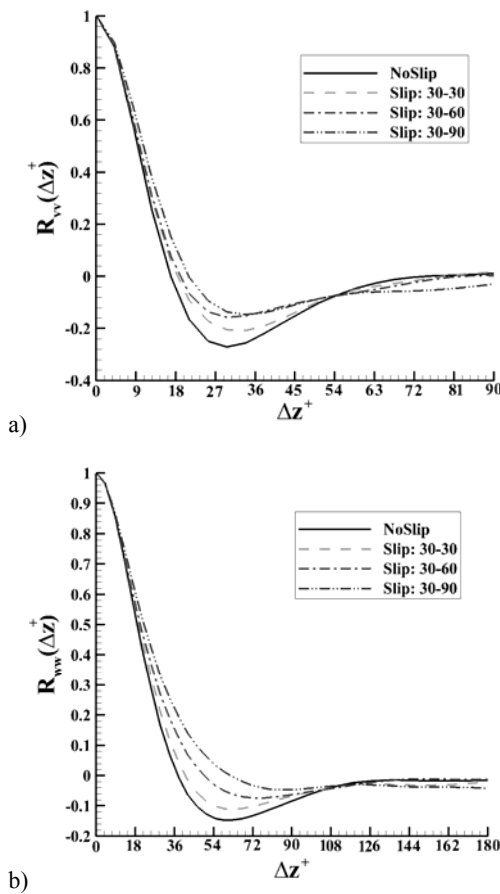 1
0.8
0.6
0.4
0.2
0
-0.2
-0.4
R_vv(Δz⁺)
NoSlip
Slip: 30-30
Slip: 30-60
Slip: 30-90
0 9 18 27 36 45 54 63 72 81 90
Δz⁺
a)
1
0.9
0.8
0.7
0.6
0.5
0.4
0.3
0.2
0.1
0
-0.1
-0.2
R_ww(Δz⁺)
NoSlip
Slip: 30-30
Slip: 30-60
Slip: 30-90
0 18 36 54 72 90 108 126 144 162 180
Δz⁺
b)